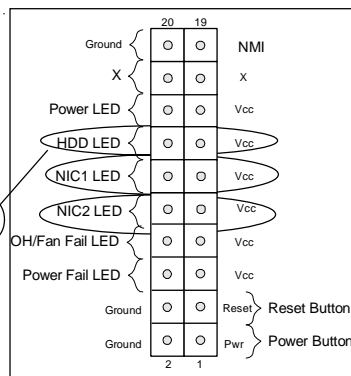 20 19
Ground NMI
X X
Power LED Vcc
HDD LED Vcc
NIC1 LED Vcc
NIC2 LED Vcc
OH/Fan Fail LED Vcc
Power Fail LED Vcc
Ground Reset Reset Button
Ground Pwr Power Button
2 1